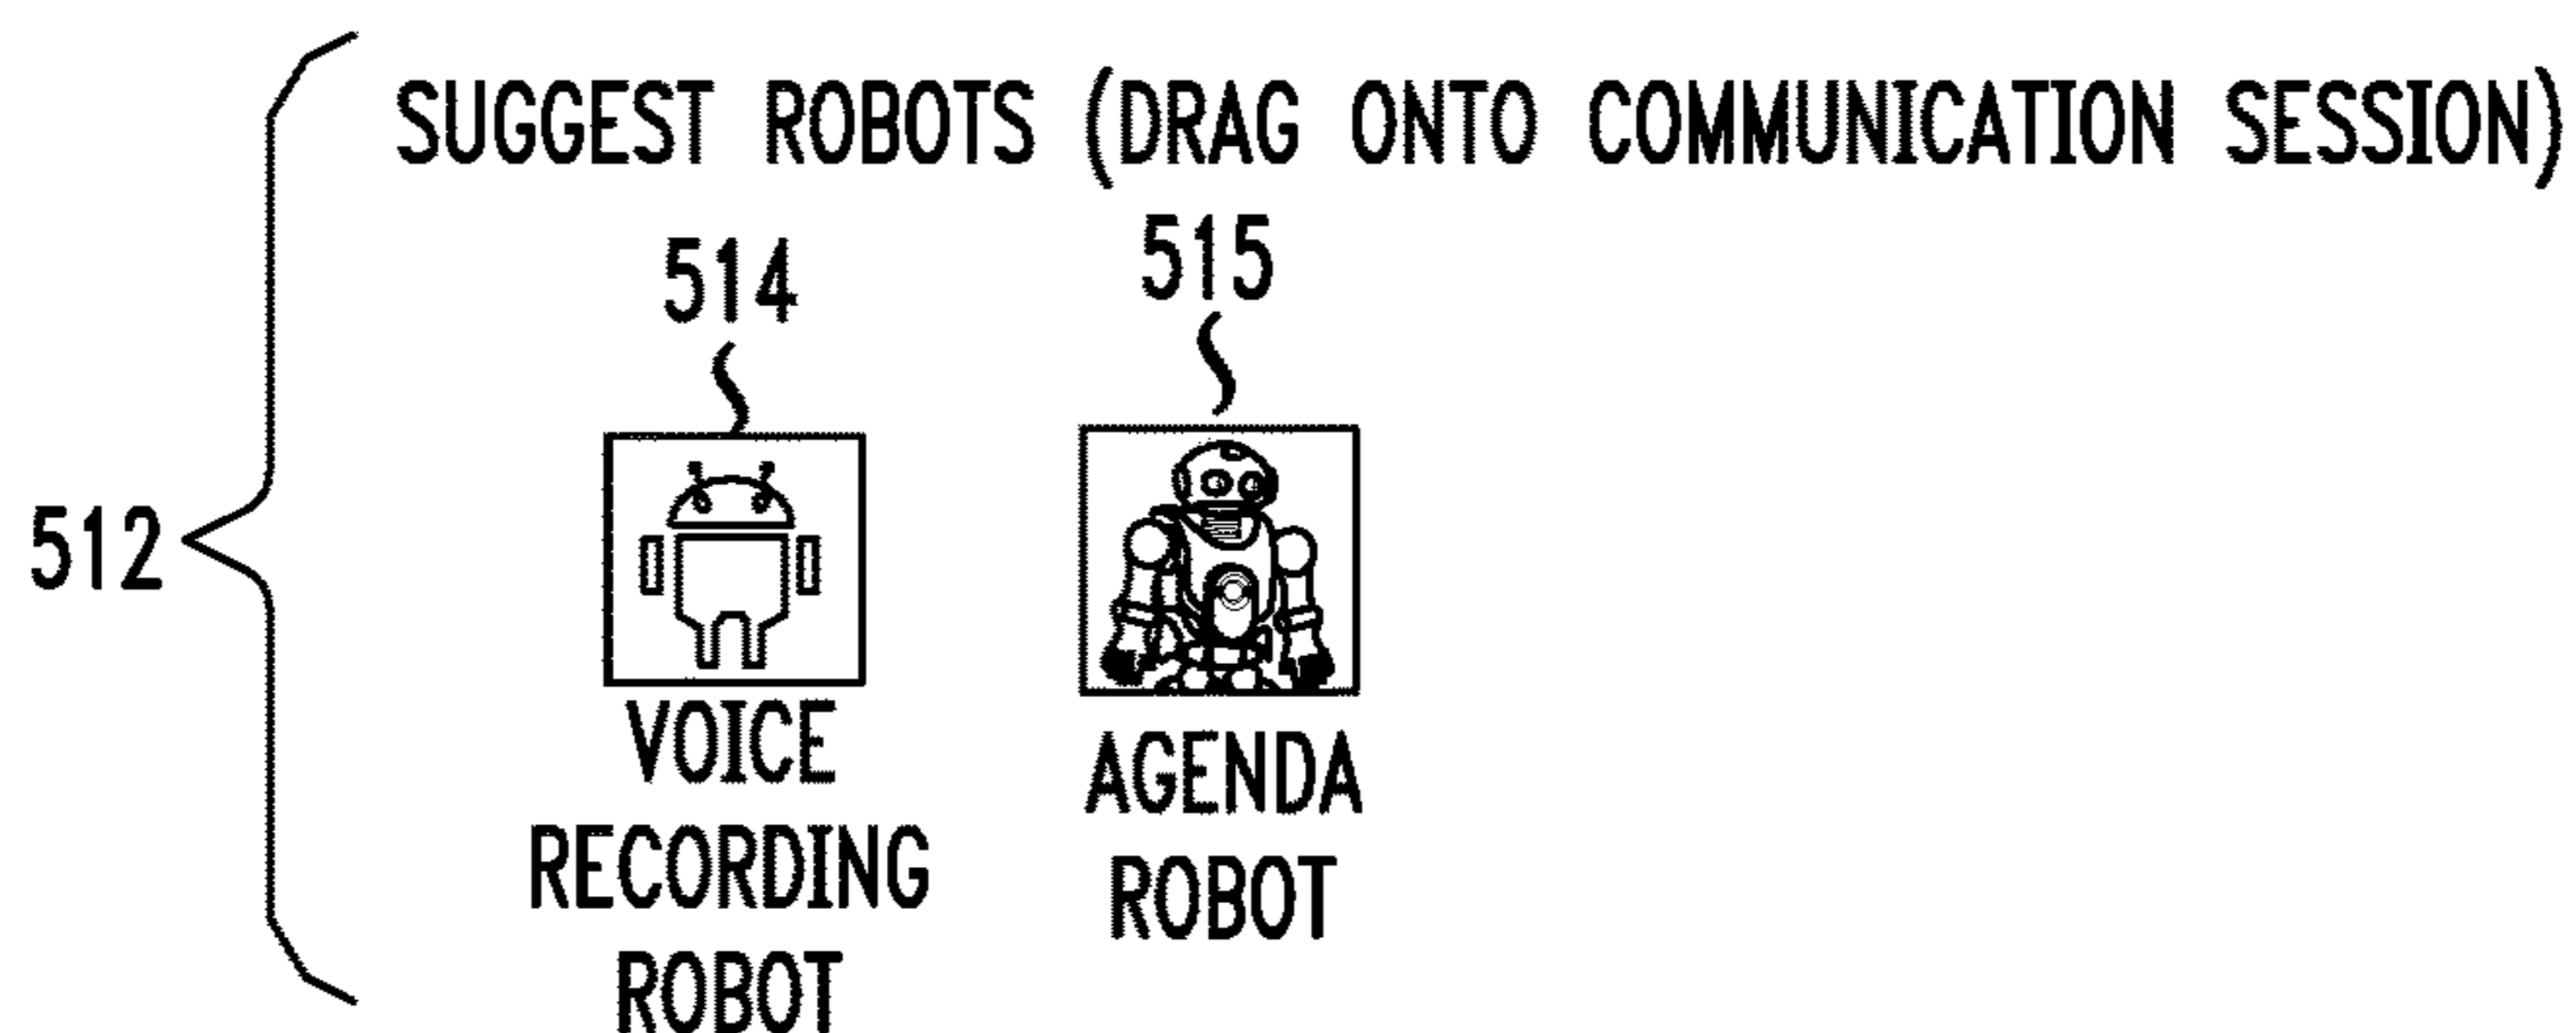 SUGGEST ROBOTS (DRAG ONTO COMMUNICATION SESSION)
514
515
512
VOICE
RECORDING
ROBOT
AGENDA
ROBOT